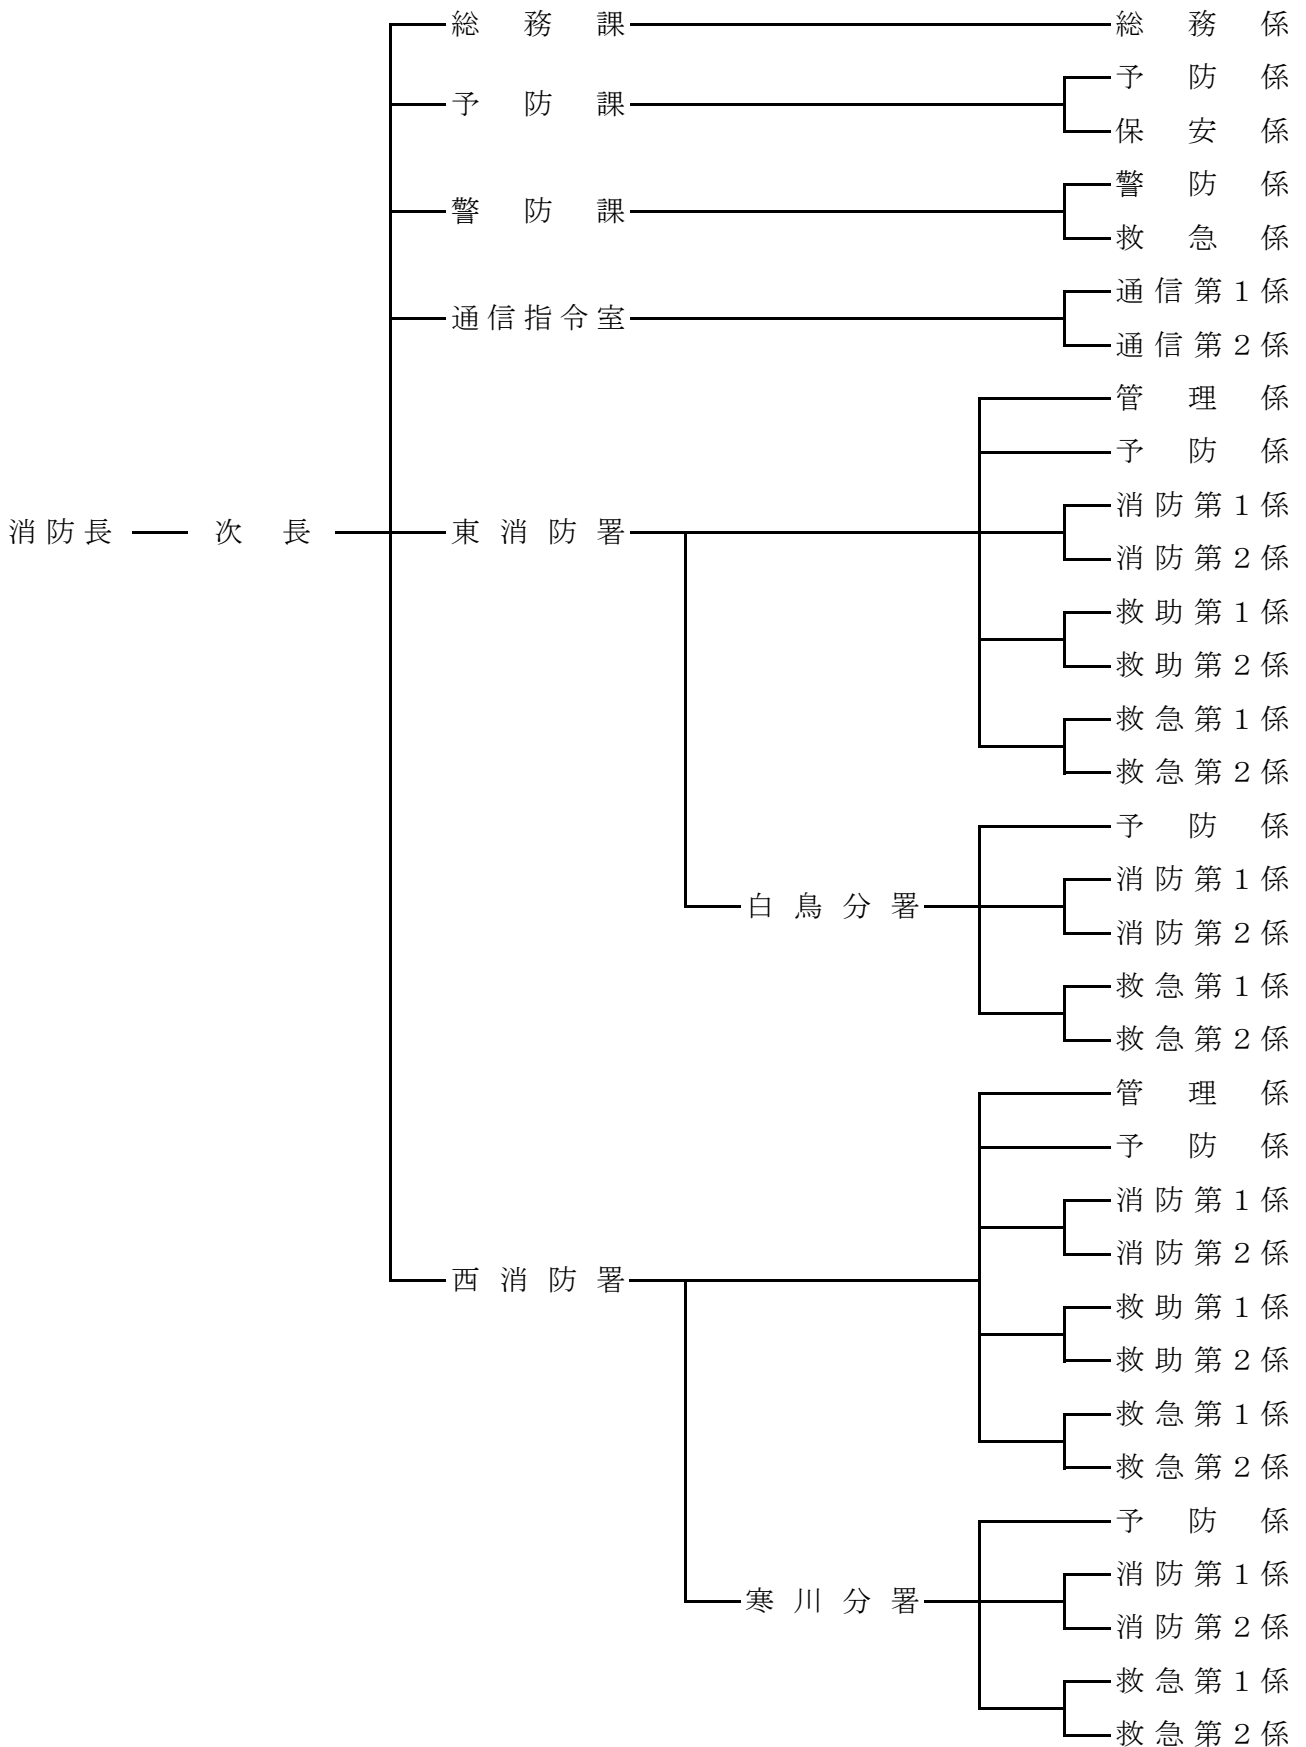 総務課 総務係
予防係
予防課
保安係
警防係
警防課
救急係
通信第1係
通信指令室
通信第2係
管理係
予防係
消防第1係
消防長 次長 東消防署
消防第2係
救助第1係
救助第2係
救急第1係
救急第2係
予防係
消防第1係
白鳥分署
消防第2係
救急第1係
救急第2係
管理係
予防係
消防第1係
消防第2係
西消防署
救助第1係
救助第2係
救急第1係
救急第2係
予防係
消防第1係
寒川分署
消防第2係
救急第1係
救急第2係